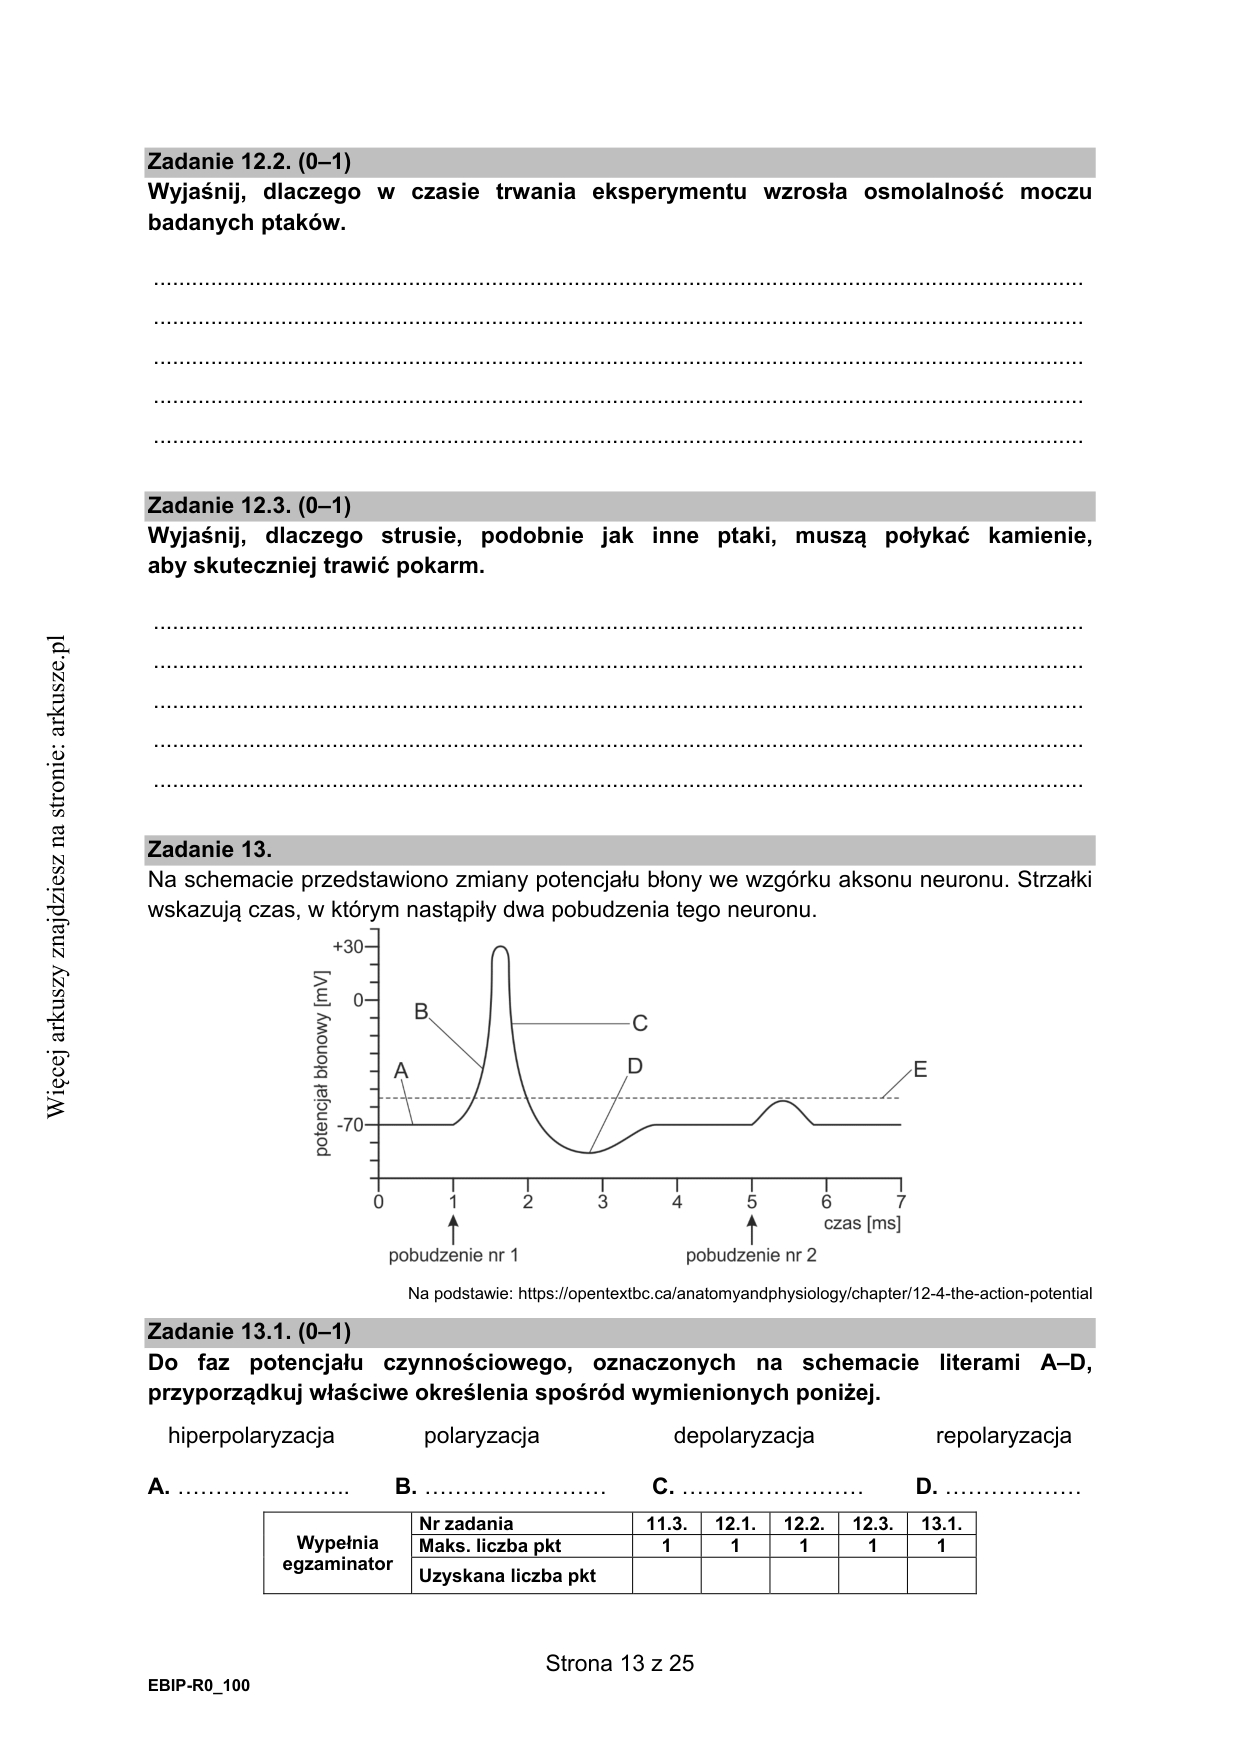 Zadanie 12.2. (0–1)
Wyjaśnij, dlaczego w czasie trwania eksperymentu wzrosła osmolalność moczu
badanych ptaków.
....................................................................................................................................................
....................................................................................................................................................
....................................................................................................................................................
....................................................................................................................................................
....................................................................................................................................................
Zadanie 12.3. (0–1)
Wyjaśnij, dlaczego strusie, podobnie jak inne ptaki, muszą połykać kamienie,
aby skuteczniej trawić pokarm.
....................................................................................................................................................
....................................................................................................................................................
....................................................................................................................................................
....................................................................................................................................................
....................................................................................................................................................
Więcej arkuszy znajdziesz na stronie: arkusze.pl
Zadanie 13.
Na schemacie przedstawiono zmiany potencjału błony we wzgórku aksonu neuronu. Strzałki
wskazują czas, w którym nastąpiły dwa pobudzenia tego neuronu.
potencjał błonowy [mV]
+30
0
-70
A
B
C
D
E
0 1 2 3 4 5 6 7
czas [ms]
pobudzenie nr 1 pobudzenie nr 2
Na podstawie: https://opentextbc.ca/anatomyandphysiology/chapter/12-4-the-action-potential
Zadanie 13.1. (0–1)
Do faz potencjału czynnościowego, oznaczonych na schemacie literami A–D,
przyporządkuj właściwe określenia spośród wymienionych poniżej.
hiperpolaryzacja polaryzacja depolaryzacja repolaryzacja
A. ………………….. B. …………………… C. …………………… D. ………………
Wypełnia
egzaminator
Nr zadania 11.3. 12.1. 12.2. 12.3. 13.1.
Maks. liczba pkt 1 1 1 1 1
Uzyskana liczba pkt
Strona 13 z 25
EBIP-R0_100